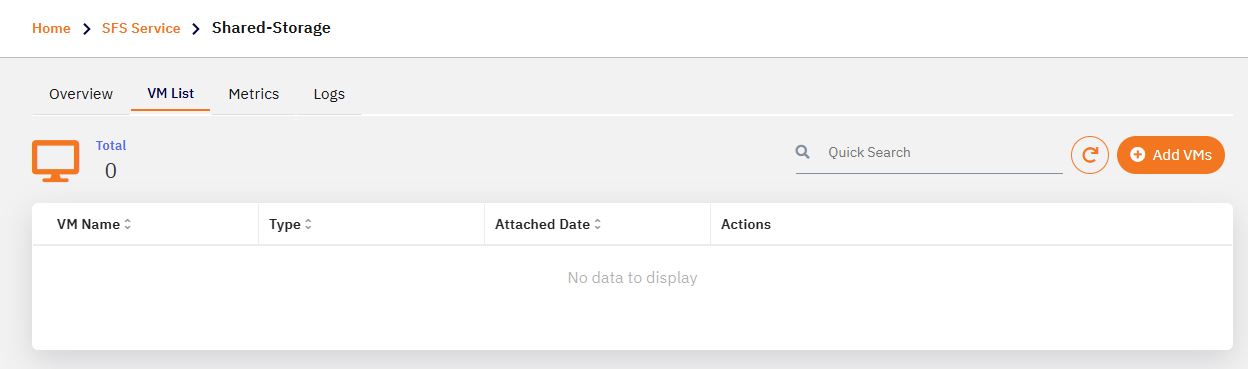 Home SFS Service Shared-Storage
Overview VM List Metrics Logs
Total
0
Quick Search
Add VMs
VM Name Type Attached Date Actions
No data to display